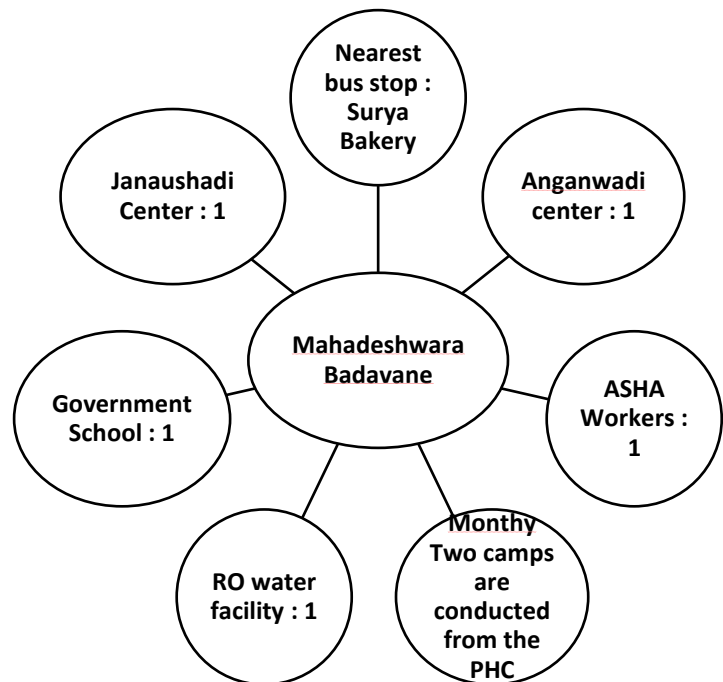 Nearest
bus stop :
Surya
Bakery
Janaushadi
Center : 1
Anganwadi
center : 1
Mahadeshwara
Badavane
Government
School : 1
ASHA
Workers :
1
RO water
facility : 1
Monthy
Two camps
are
conducted
from the
PHC